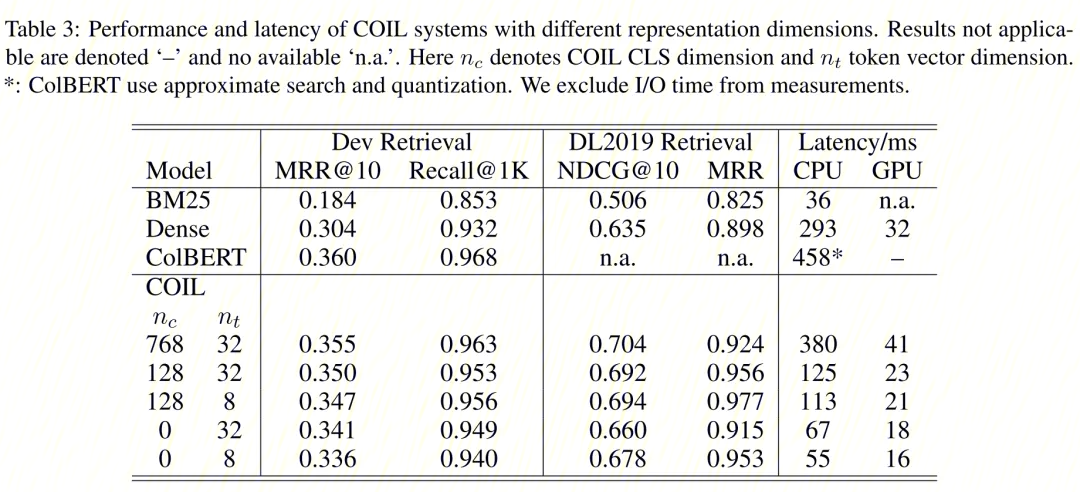 Table 3: Performance and latency of COIL systems with different representation dimensions. Results not applica-
ble are denoted ‘–’ and no available ‘n.a.’. Here n_c denotes COIL CLS dimension and n_t token vector dimension.
*: ColBERT use approximate search and quantization. We exclude I/O time from measurements.
Dev Retrieval DL2019 Retrieval Latency/ms
Model MRR@10 Recall@1K NDCG@10 MRR CPU GPU
BM25 0.184 0.853 0.506 0.825 36 n.a.
Dense 0.304 0.932 0.635 0.898 293 32
ColBERT 0.360 0.968 n.a. n.a. 458* –
COIL
n_c n_t
768 32 0.355 0.963 0.704 0.924 380 41
128 32 0.350 0.953 0.692 0.956 125 23
128 8 0.347 0.956 0.694 0.977 113 21
0 32 0.341 0.949 0.660 0.915 67 18
0 8 0.336 0.940 0.678 0.953 55 16